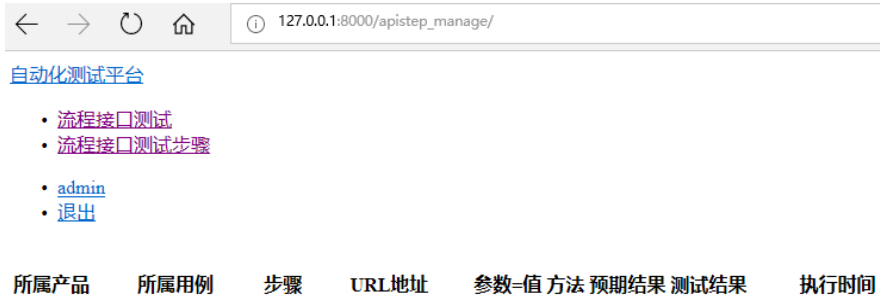 127.0.0.1:8000/apistep_manage/
自动化测试平台
流程接口测试
流程接口测试步骤
admin
退出
所属产品 所属用例 步骤 URL地址 参数=值 方法 预期结果 测试结果 执行时间